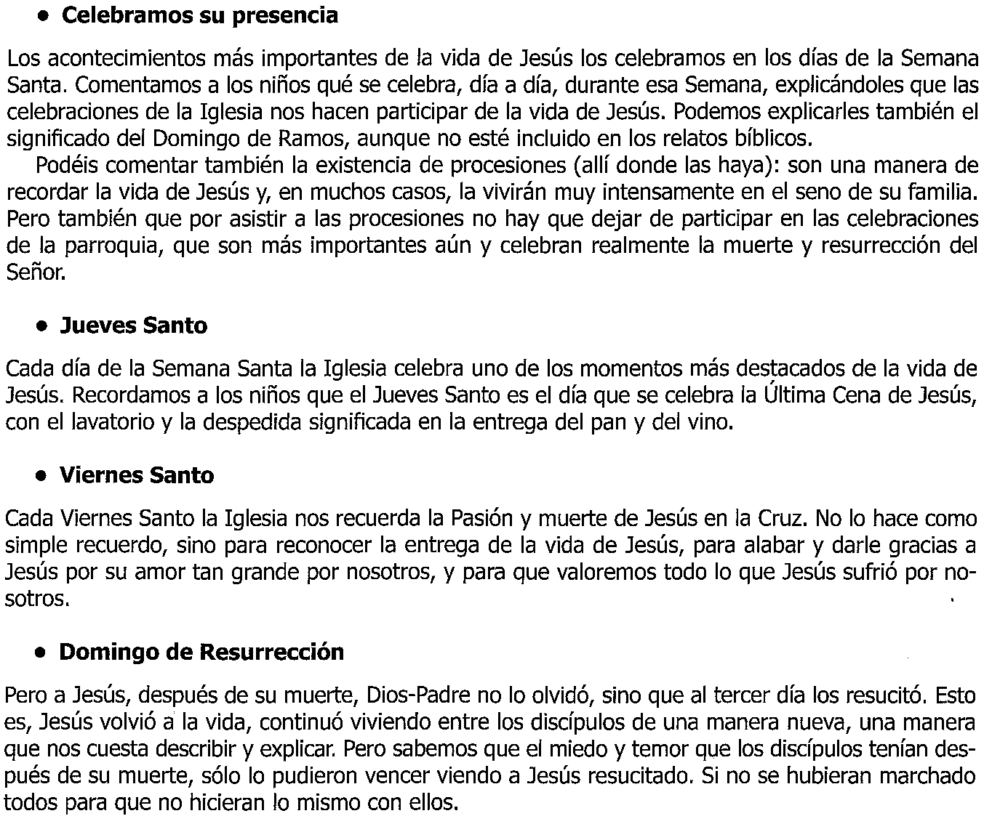 • Celebramos su presencia
Los acontecimientos más importantes de la vida de Jesús los celebramos en los días de la Semana
Santa. Comentamos a los niños qué se celebra, día a día, durante esa Semana, explicándoles que las
celebraciones de la Iglesia nos hacen participar de la vida de Jesús. Podemos explicarles también el
significado del Domingo de Ramos, aunque no esté incluido en los relatos bíblicos.
Podéis comentar también la existencia de procesiones (allí donde las haya): son una manera de
recordar la vida de Jesús y, en muchos casos, la vivirán muy intensamente en el seno de su familia.
Pero también que por asistir a las procesiones no hay que dejar de participar en las celebraciones
de la parroquia, que son más importantes aún y celebran realmente la muerte y resurrección del
Señor.
• Jueves Santo
Cada día de la Semana Santa la Iglesia celebra uno de los momentos más destacados de la vida de
Jesús. Recordamos a los niños que el Jueves Santo es el día que se celebra la Última Cena de Jesús,
con el lavatorio y la despedida significada en la entrega del pan y del vino.
• Viernes Santo
Cada Viernes Santo la Iglesia nos recuerda la Pasión y muerte de Jesús en la Cruz. No lo hace como
simple recuerdo, sino para reconocer la entrega de la vida de Jesús, para alabar y darle gracias a
Jesús por su amor tan grande por nosotros, y para que valoremos todo lo que Jesús sufrió por no-
sotros.
• Domingo de Resurrección
Pero a Jesús, después de su muerte, Dios-Padre no lo olvidó, sino que al tercer día los resucitó. Esto
es, Jesús volvió a la vida, continuó viviendo entre los discípulos de una manera nueva, una manera
que nos cuesta describir y explicar. Pero sabemos que el miedo y temor que los discípulos tenían des-
pués de su muerte, sólo lo pudieron vencer viendo a Jesús resucitado. Si no se hubieran marchado
todos para que no hicieran lo mismo con ellos.